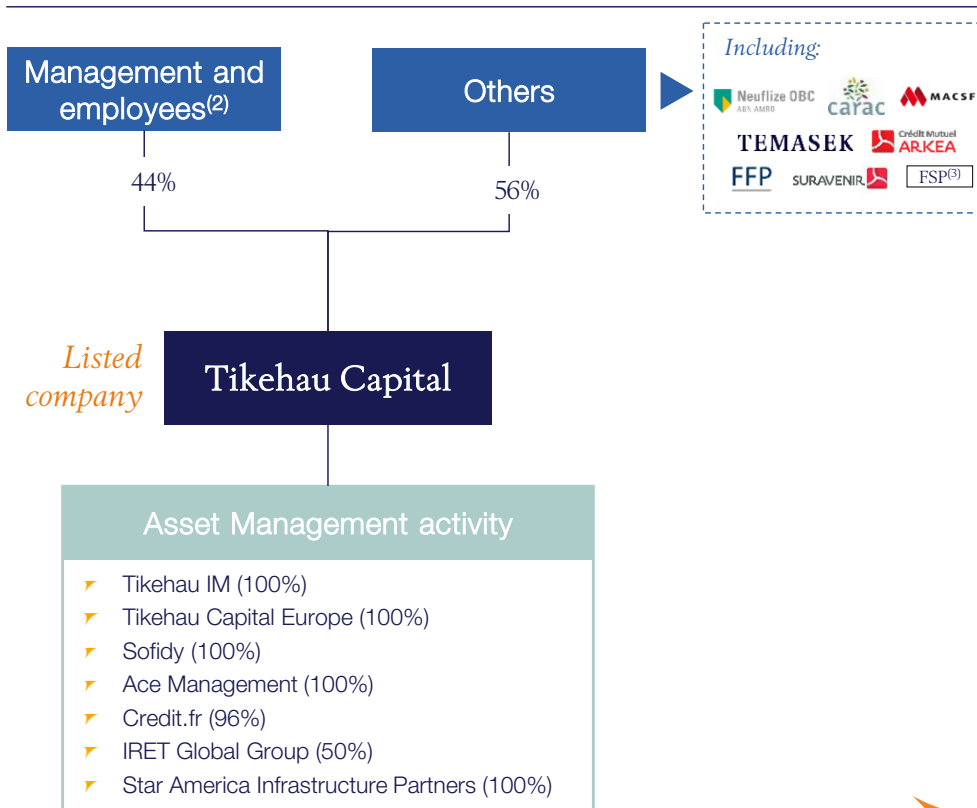 Management and
employees(2)
Others
Including:
Neuflize OBC
ABN AMRO
carac
MACSF
TEMASEK
Crédit Mutuel
ARKEA
FFP
SURAVENIR
FSP(3)
44%
56%
Listed
company
Tikehau Capital
Asset Management activity
Tikehau IM (100%)
Tikehau Capital Europe (100%)
Sofidy (100%)
Ace Management (100%)
Credit.fr (96%)
IRET Global Group (50%)
Star America Infrastructure Partners (100%)